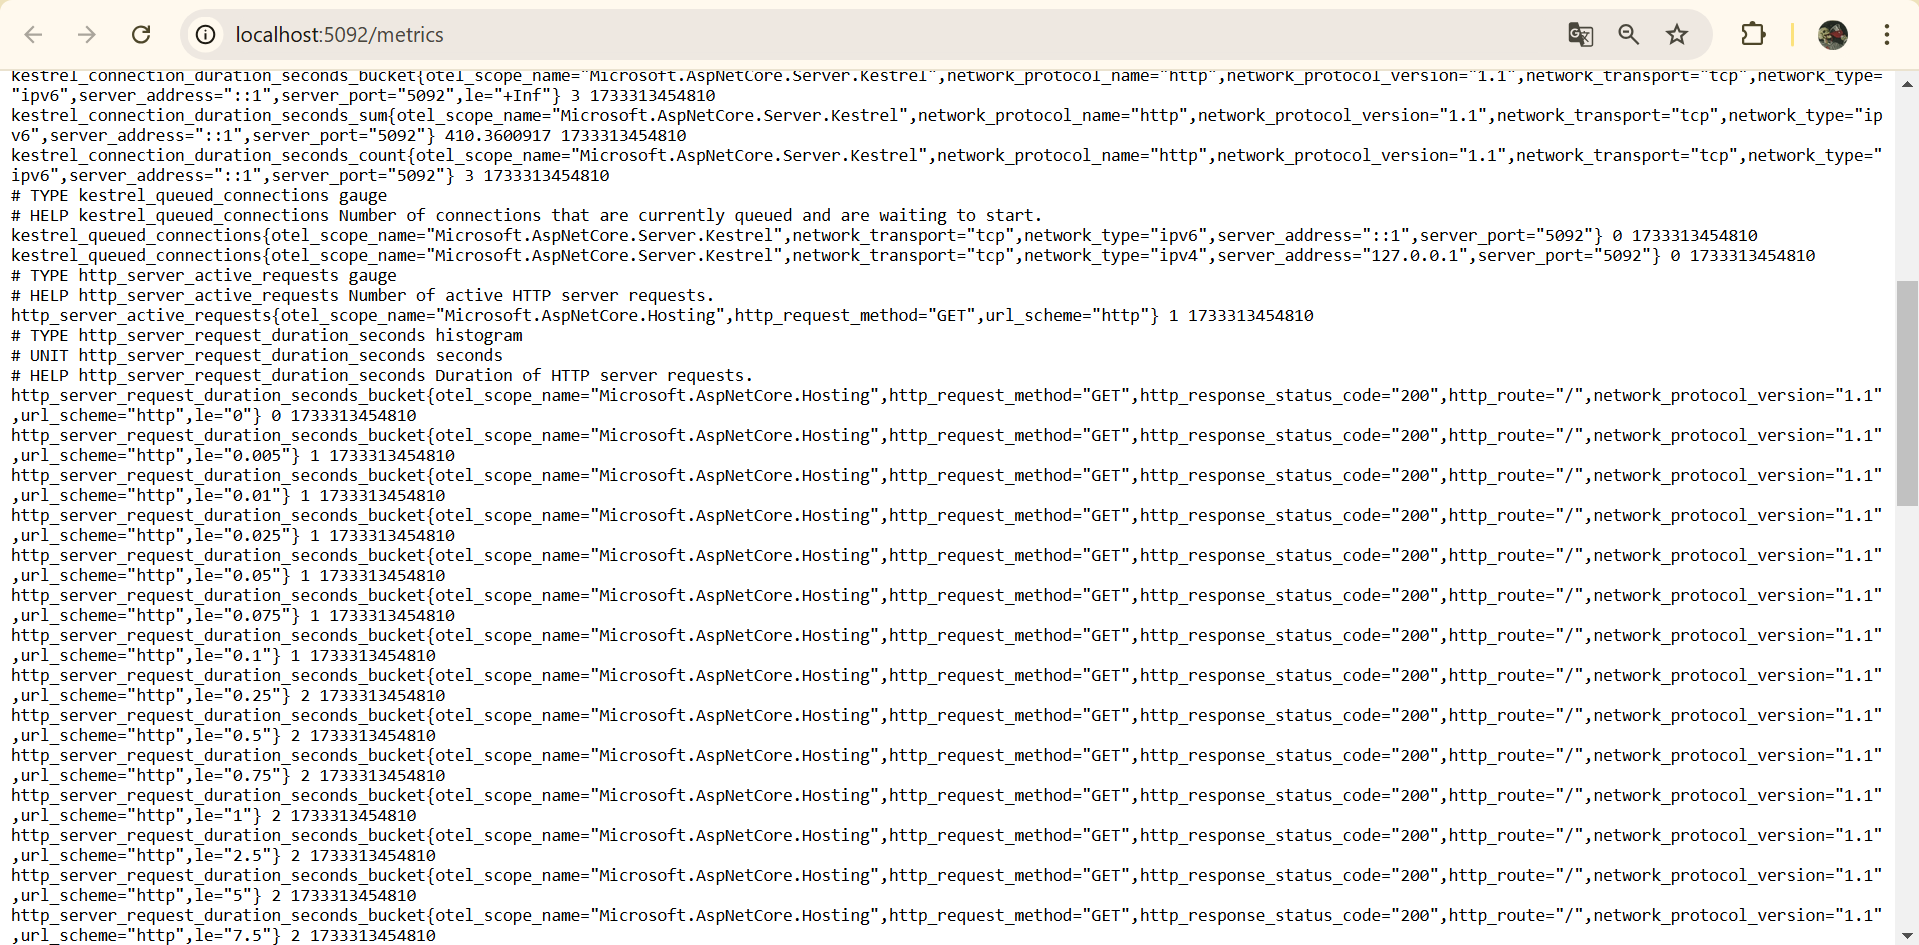 localhost:5092/metrics
kestrel_connection_duration_seconds_bucket{otel_scope_name="Microsoft.AspNetCore.Server.Kestrel",network_protocol_name="http",network_protocol_version="1.1",network_transport="tcp",network_type=
"ipv6",server_address="::1",server_port="5092",le="+Inf"} 3 1733313454810
kestrel_connection_duration_seconds_sum{otel_scope_name="Microsoft.AspNetCore.Server.Kestrel",network_protocol_name="http",network_protocol_version="1.1",network_transport="tcp",network_type="ip
v6",server_address="::1",server_port="5092"} 410.3600917 1733313454810
kestrel_connection_duration_seconds_count{otel_scope_name="Microsoft.AspNetCore.Server.Kestrel",network_protocol_name="http",network_protocol_version="1.1",network_transport="tcp",network_type="
ipv6",server_address="::1",server_port="5092"} 3 1733313454810
# TYPE kestrel_queued_connections gauge
# HELP kestrel_queued_connections Number of connections that are currently queued and are waiting to start.
kestrel_queued_connections{otel_scope_name="Microsoft.AspNetCore.Server.Kestrel",network_transport="tcp",network_type="ipv6",server_address="::1",server_port="5092"} 0 1733313454810
kestrel_queued_connections{otel_scope_name="Microsoft.AspNetCore.Server.Kestrel",network_transport="tcp",network_type="ipv4",server_address="127.0.0.1",server_port="5092"} 0 1733313454810
# TYPE http_server_active_requests gauge
# HELP http_server_active_requests Number of active HTTP server requests.
http_server_active_requests{otel_scope_name="Microsoft.AspNetCore.Hosting",http_request_method="GET",url_scheme="http"} 1 1733313454810
# TYPE http_server_request_duration_seconds histogram
# UNIT http_server_request_duration_seconds seconds
# HELP http_server_request_duration_seconds Duration of HTTP server requests.
http_server_request_duration_seconds_bucket{otel_scope_name="Microsoft.AspNetCore.Hosting",http_request_method="GET",http_response_status_code="200",http_route="/",network_protocol_version="1.1"
,url_scheme="http",le="0"} 0 1733313454810
http_server_request_duration_seconds_bucket{otel_scope_name="Microsoft.AspNetCore.Hosting",http_request_method="GET",http_response_status_code="200",http_route="/",network_protocol_version="1.1"
,url_scheme="http",le="0.005"} 1 1733313454810
http_server_request_duration_seconds_bucket{otel_scope_name="Microsoft.AspNetCore.Hosting",http_request_method="GET",http_response_status_code="200",http_route="/",network_protocol_version="1.1"
,url_scheme="http",le="0.01"} 1 1733313454810
http_server_request_duration_seconds_bucket{otel_scope_name="Microsoft.AspNetCore.Hosting",http_request_method="GET",http_response_status_code="200",http_route="/",network_protocol_version="1.1"
,url_scheme="http",le="0.025"} 1 1733313454810
http_server_request_duration_seconds_bucket{otel_scope_name="Microsoft.AspNetCore.Hosting",http_request_method="GET",http_response_status_code="200",http_route="/",network_protocol_version="1.1"
,url_scheme="http",le="0.05"} 1 1733313454810
http_server_request_duration_seconds_bucket{otel_scope_name="Microsoft.AspNetCore.Hosting",http_request_method="GET",http_response_status_code="200",http_route="/",network_protocol_version="1.1"
,url_scheme="http",le="0.075"} 1 1733313454810
http_server_request_duration_seconds_bucket{otel_scope_name="Microsoft.AspNetCore.Hosting",http_request_method="GET",http_response_status_code="200",http_route="/",network_protocol_version="1.1"
,url_scheme="http",le="0.1"} 1 1733313454810
http_server_request_duration_seconds_bucket{otel_scope_name="Microsoft.AspNetCore.Hosting",http_request_method="GET",http_response_status_code="200",http_route="/",network_protocol_version="1.1"
,url_scheme="http",le="0.25"} 2 1733313454810
http_server_request_duration_seconds_bucket{otel_scope_name="Microsoft.AspNetCore.Hosting",http_request_method="GET",http_response_status_code="200",http_route="/",network_protocol_version="1.1"
,url_scheme="http",le="0.5"} 2 1733313454810
http_server_request_duration_seconds_bucket{otel_scope_name="Microsoft.AspNetCore.Hosting",http_request_method="GET",http_response_status_code="200",http_route="/",network_protocol_version="1.1"
,url_scheme="http",le="0.75"} 2 1733313454810
http_server_request_duration_seconds_bucket{otel_scope_name="Microsoft.AspNetCore.Hosting",http_request_method="GET",http_response_status_code="200",http_route="/",network_protocol_version="1.1"
,url_scheme="http",le="1"} 2 1733313454810
http_server_request_duration_seconds_bucket{otel_scope_name="Microsoft.AspNetCore.Hosting",http_request_method="GET",http_response_status_code="200",http_route="/",network_protocol_version="1.1"
,url_scheme="http",le="2.5"} 2 1733313454810
http_server_request_duration_seconds_bucket{otel_scope_name="Microsoft.AspNetCore.Hosting",http_request_method="GET",http_response_status_code="200",http_route="/",network_protocol_version="1.1"
,url_scheme="http",le="5"} 2 1733313454810
http_server_request_duration_seconds_bucket{otel_scope_name="Microsoft.AspNetCore.Hosting",http_request_method="GET",http_response_status_code="200",http_route="/",network_protocol_version="1.1"
,url_scheme="http",le="7.5"} 2 1733313454810